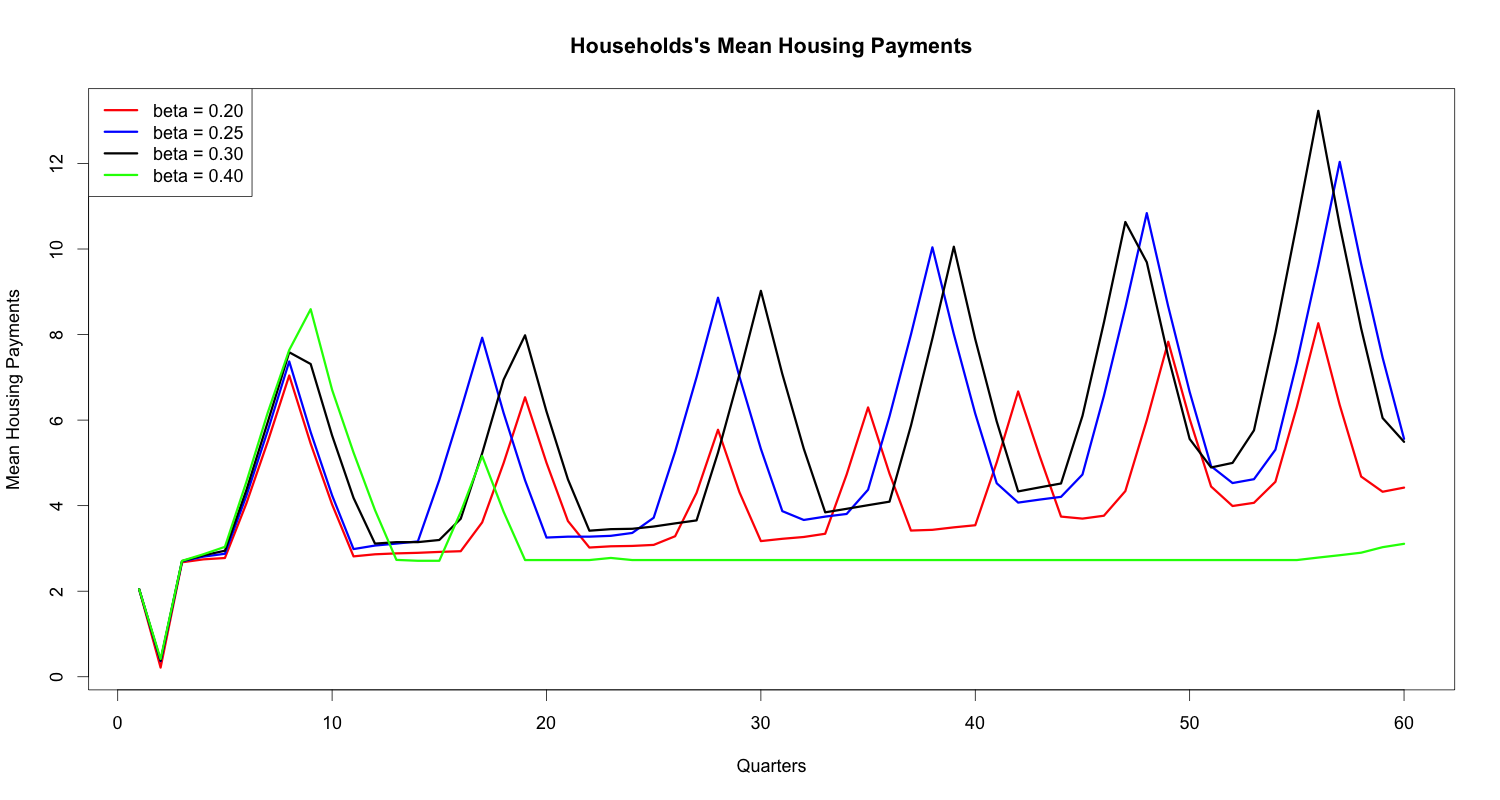 Households's Mean Housing Payments
beta = 0.20
beta = 0.25
beta = 0.30
beta = 0.40
Mean Housing Payments
12
10
8
6
4
2
0
0 10 20 30 40 50 60
Quarters